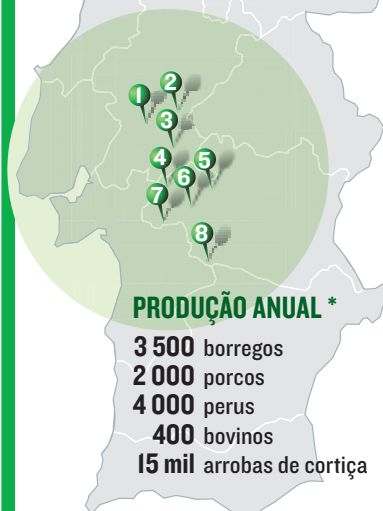 1
2
3
4
5
6
7
8
PRODUÇÃO ANUAL *
3 500 borregos
2 000 porcos
4 000 perus
400 bovinos
15 mil arrobas de cortiça